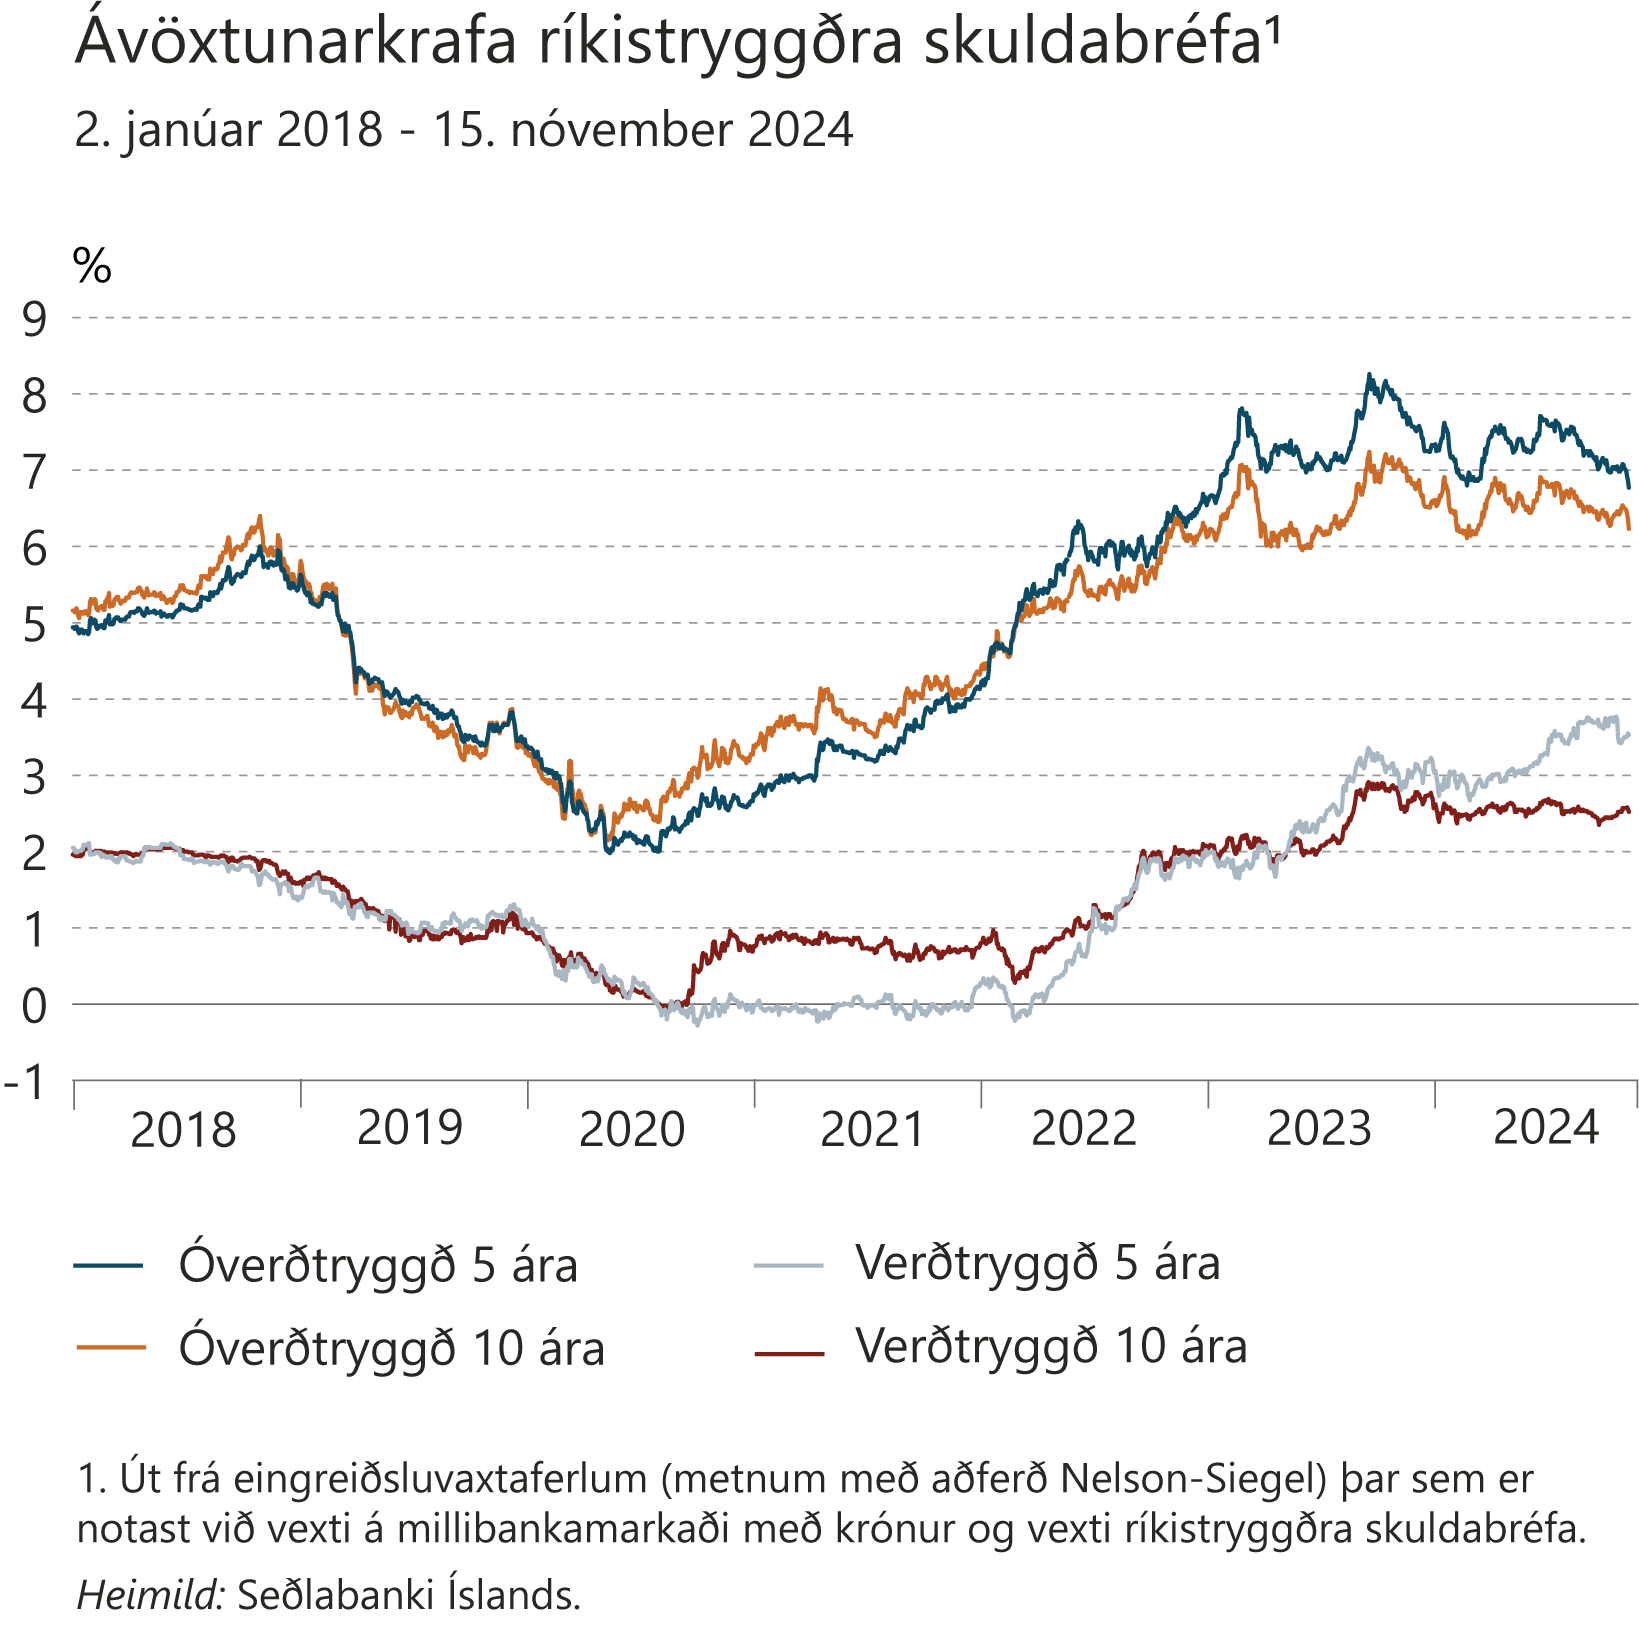 Ávöxtunarkrafa ríkistryggðra skuldabréfa¹
2. janúar 2018 - 15. nóvember 2024
%
9
8
7
6
5
4
3
2
1
0
-1
2018 2019 2020 2021 2022 2023 2024
Óverðtryggð 5 ára
Verðtryggð 5 ára
Óverðtryggð 10 ára
Verðtryggð 10 ára
1. Út frá eingreiðsluvaxtaferlum (metnum með aðferð Nelson-Siegel) þar sem er
notast við vexti á millibankamarkaði með krónur og vexti ríkistryggðra skuldabréfa.
Heimild: Seðlabanki Íslands.